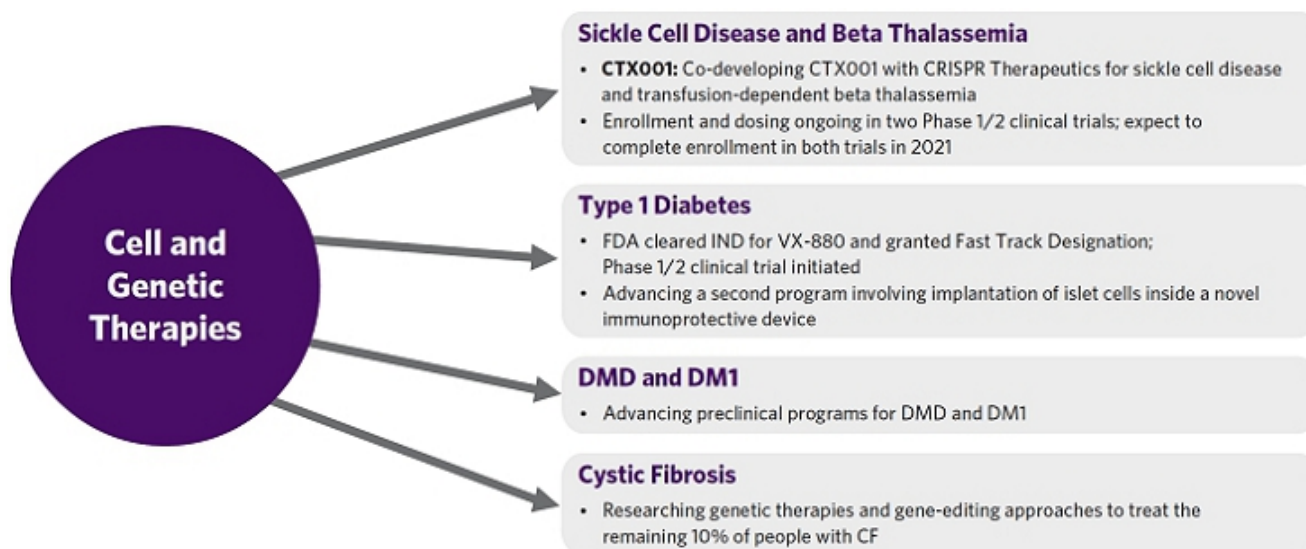 Cell and
Genetic
Therapies
Sickle Cell Disease and Beta Thalassemia
• CTX001: Co-developing CTX001 with CRISPR Therapeutics for sickle cell disease
and transfusion-dependent beta thalassemia
• Enrollment and dosing ongoing in two Phase 1/2 clinical trials; expect to
complete enrollment in both trials in 2021
Type 1 Diabetes
• FDA cleared IND for VX-880 and granted Fast Track Designation;
Phase 1/2 clinical trial initiated
• Advancing a second program involving implantation of islet cells inside a novel
immunoprotective device
DMD and DM1
• Advancing preclinical programs for DMD and DM1
Cystic Fibrosis
• Researching genetic therapies and gene-editing approaches to treat the
remaining 10% of people with CF